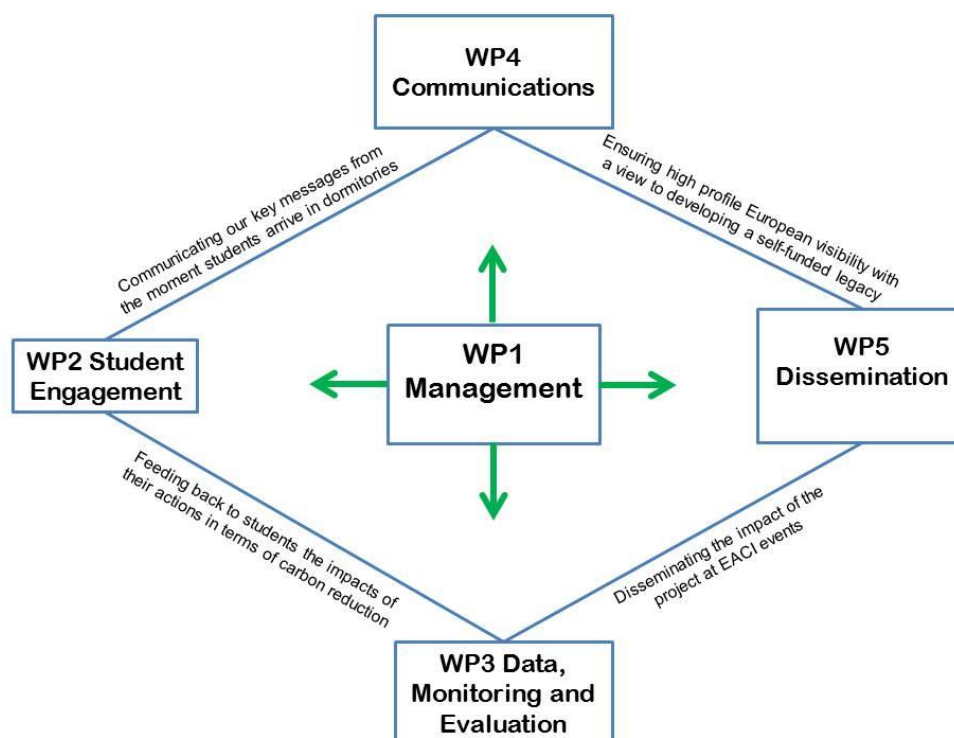 WP4
Communications
Communicating our key messages from
the moment students arrive in dormitories
Ensuring high profile European visibility with
a view to developing a self-funded legacy
WP2 Student
Engagement
WP1
Management
WP5
Dissemination
Feeding back to students the impacts of
their actions in terms of carbon reduction
Disseminating the impact of the
project at EACI events
WP3 Data,
Monitoring and
Evaluation